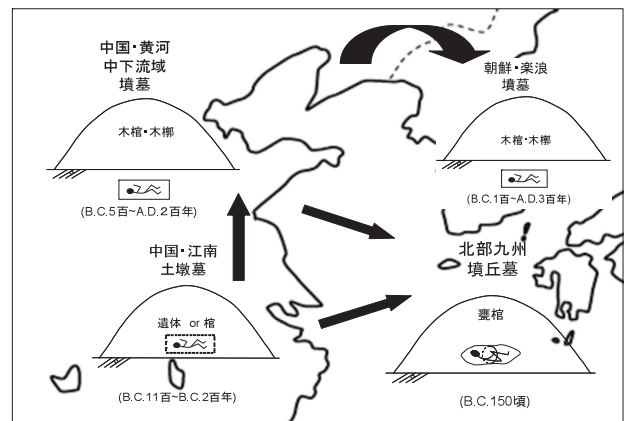 中国・黄河
中下流域
墳墓
木棺・木槨
(B.C.5百~A.D.2百年)
朝鮮・楽浪
墳墓
木棺・木槨
(B.C.1百~A.D.3百年)
中国・江南
土墩墓
遺体 or 棺
(B.C.11百~B.C.2百年)
北部九州
墳丘墓
甕棺
(B.C.150頃)